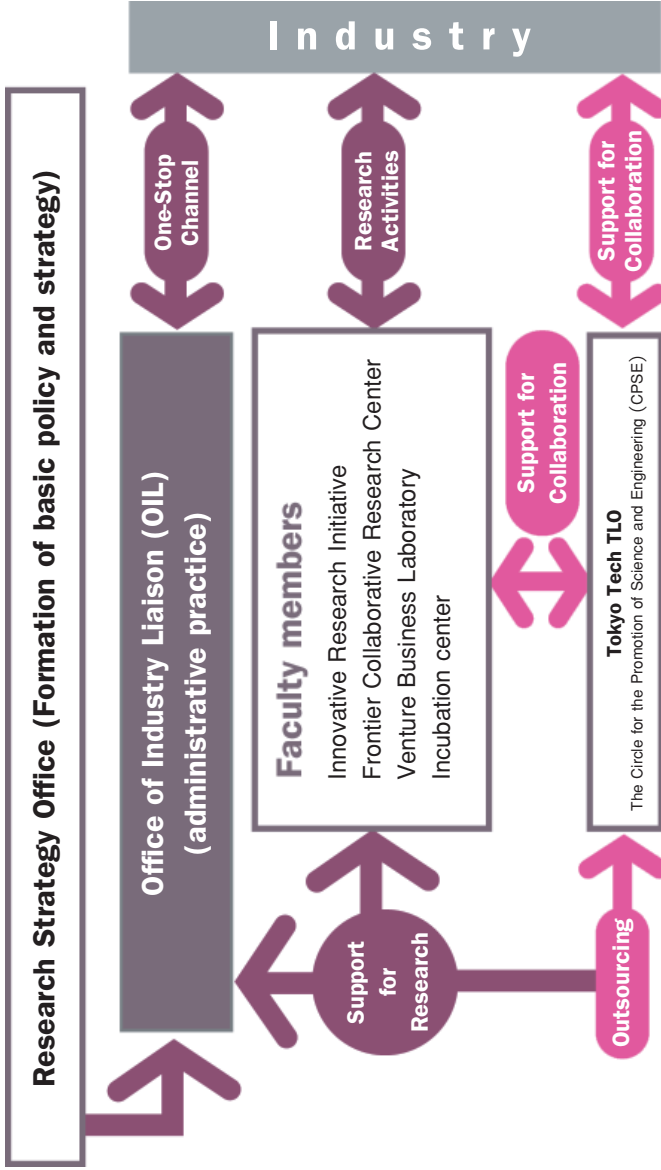 Research Strategy Office (Formation of basic policy and strategy)
Office of Industry Liaison (OIL)
(administrative practice)
One-Stop
Channel
Industry
Faculty members
Innovative Research Initiative
Frontier Collaborative Research Center
Venture Business Laboratory
Incubation center
Research
Activities
Support
for
Research
Support for
Collaboration
Outsourcing
Tokyo Tech TLO
The Circle for the Promotion of Science and Engineering (CPSE)
Support for
Collaboration